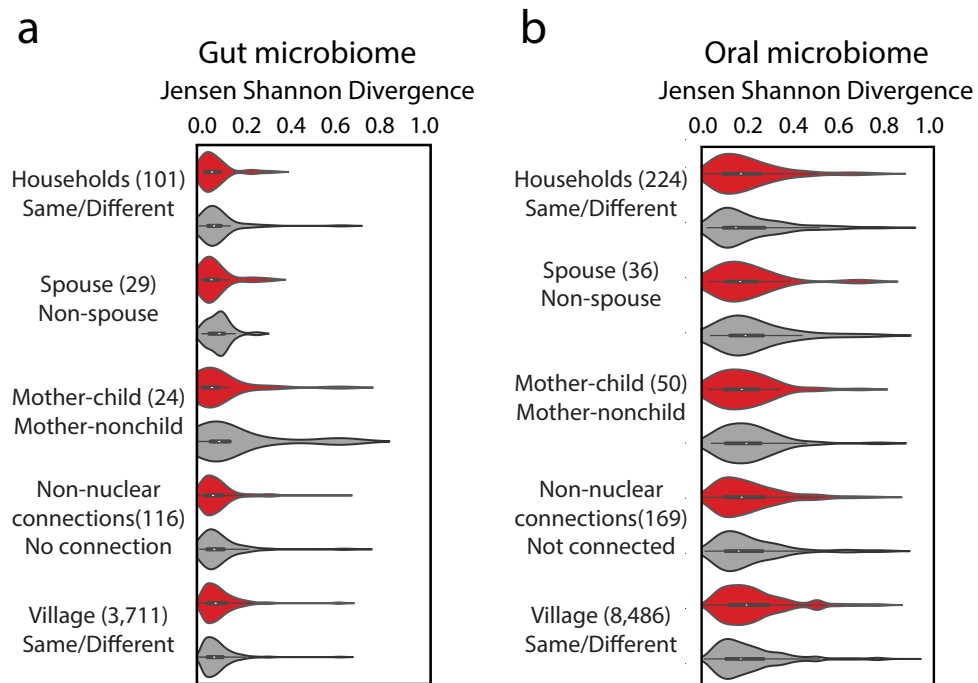 a
Gut microbiome
Jensen Shannon Divergence
0.0 0.2 0.4 0.6 0.8 1.0
Households (101)
Same/Different
Spouse (29)
Non-spouse
Mother-child (24)
Mother-nonchild
Non-nuclear
connections(116)
No connection
Village (3,711)
Same/Different
b
Oral microbiome
Jensen Shannon Divergence
0.0 0.2 0.4 0.6 0.8 1.0
Households (224)
Same/Different
Spouse (36)
Non-spouse
Mother-child (50)
Mother-nonchild
Non-nuclear
connections(169)
Not connected
Village (8,486)
Same/Different